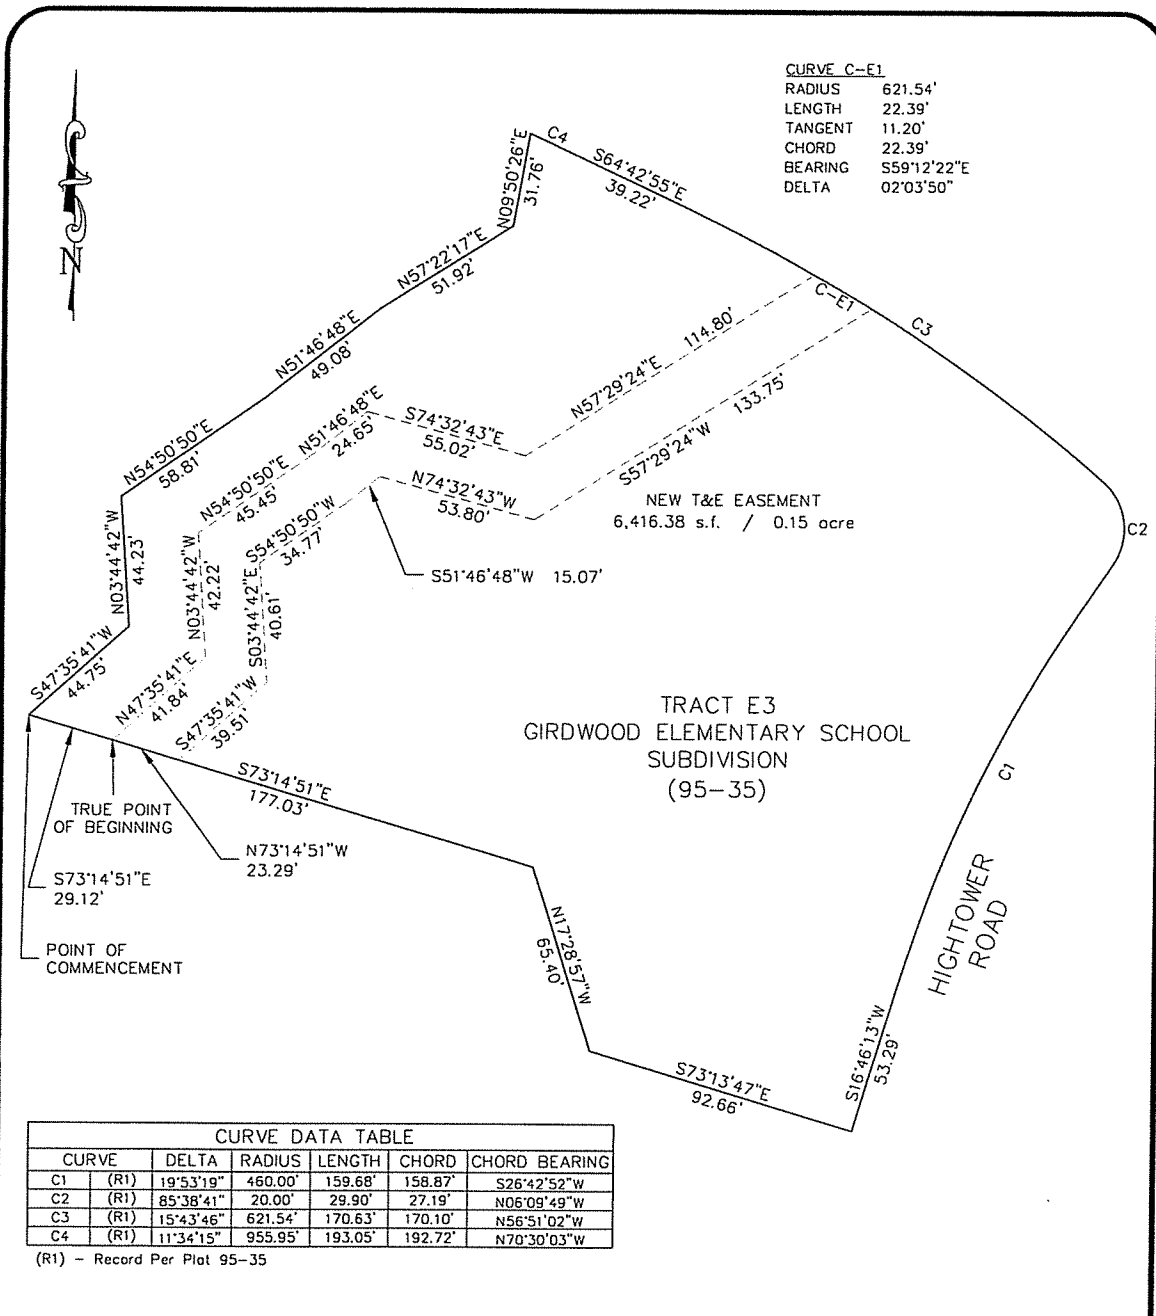 CURVE C-E1
RADIUS 621.54'
LENGTH 22.39'
TANGENT 11.20'
CHORD 22.39'
BEARING S59°12'22"E
DELTA 02°03'50"
N
C4
S64°42'55"E
39.22'
N09°50'26"E
31.76'
N57°22'17"E
51.92'
N51°46'48"E
49.08'
N54°50'50"E
58.81'
N03°44'42"W
44.23'
S47°35'41"W
44.75'
C-E1
C3
C2
C1
N57°29'24"E 114.80'
S57°29'24"W 133.75'
S74°32'43"E
55.02'
N74°32'43"W
53.80'
N51°46'48"E
24.65'
N54°50'50"E
45.45'
S54°50'50"W
34.77'
N03°44'42"W
42.22'
S03°44'42"E
40.61'
N47°35'41"E
41.84'
S47°35'41"W
39.51'
S51°46'48"W 15.07'
NEW T&E EASEMENT
6,416.38 s.f. / 0.15 acre
TRACT E3
GIRDWOOD ELEMENTARY SCHOOL
SUBDIVISION
(95-35)
S73°14'51"E
177.03'
TRUE POINT
OF BEGINNING
N73°14'51"W
23.29'
S73°14'51"E
29.12'
POINT OF
COMMENCEMENT
N17°28'57"W
65.40'
HIGHTOWER
ROAD
S16°46'13"W
53.29'
S73°13'47"E
92.66'
CURVE DATA TABLE
CURVE DELTA RADIUS LENGTH CHORD CHORD BEARING
C1 (R1) 19°53'19" 460.00' 159.68' 158.87' S26°42'52"W
C2 (R1) 85°38'41" 20.00' 29.90' 27.19' N06°09'49"W
C3 (R1) 15°43'46" 621.54' 170.63' 170.10' N56°51'02"W
C4 (R1) 11°34'15" 955.95' 193.05' 192.72' N70°30'03"W
(R1) - Record Per Plat 95-35